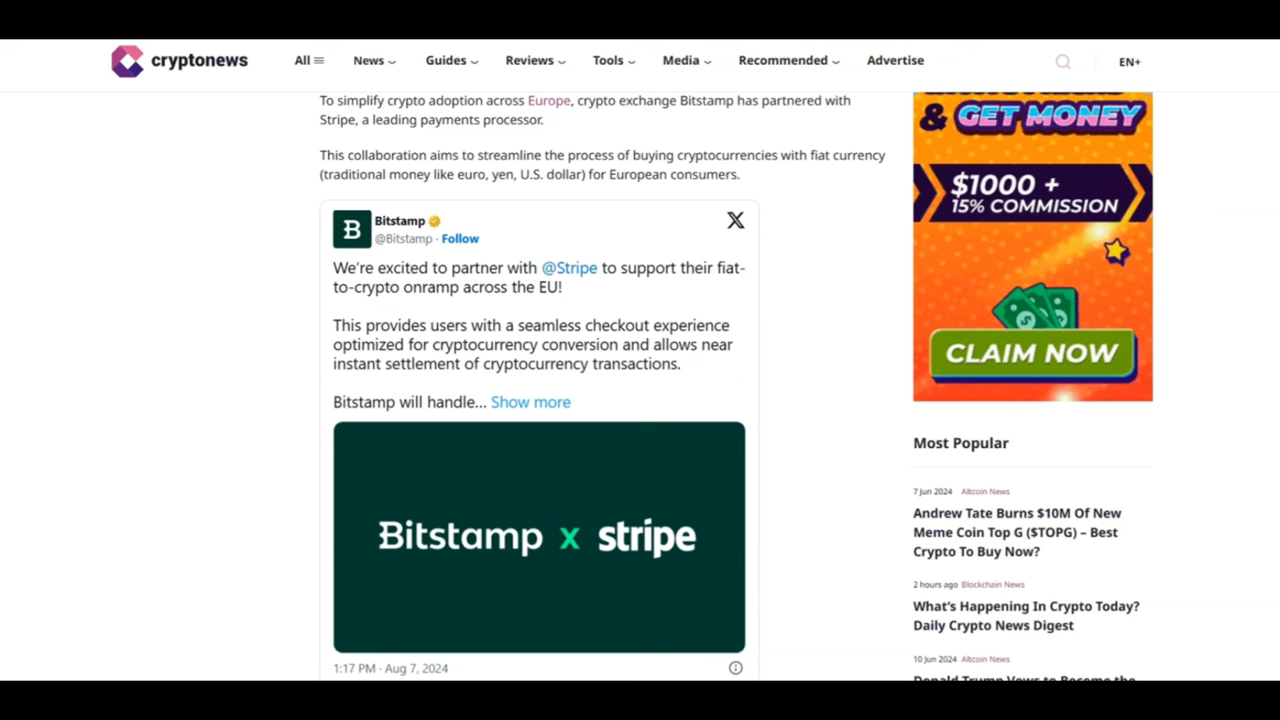 cryptonews
All
News
Guides
Reviews
Tools
Media
Recommended
Advertise
EN+
To simplify crypto adoption across Europe, crypto exchange Bitstamp has partnered with
Stripe, a leading payments processor.
This collaboration aims to streamline the process of buying cryptocurrencies with fiat currency
(traditional money like euro, yen, U.S. dollar) for European consumers.
Bitstamp
@Bitstamp · Follow
X
We're excited to partner with @Stripe to support their fiat-
to-crypto onramp across the EU!
This provides users with a seamless checkout experience
optimized for cryptocurrency conversion and allows near
instant settlement of cryptocurrency transactions.
Bitstamp will handle... Show more
Bitstamp x stripe
1:17 PM · Aug 7, 2024
& GET MONEY
$1000 +
15% COMMISSION
CLAIM NOW
Most Popular
7 Jun 2024 Altcoin News
Andrew Tate Burns $10M Of New
Meme Coin Top G ($TOPG) – Best
Crypto To Buy Now?
2 hours ago Blockchain News
What's Happening In Crypto Today?
Daily Crypto News Digest
10 Jun 2024 Altcoin News
Donald Trump Vows to Become the